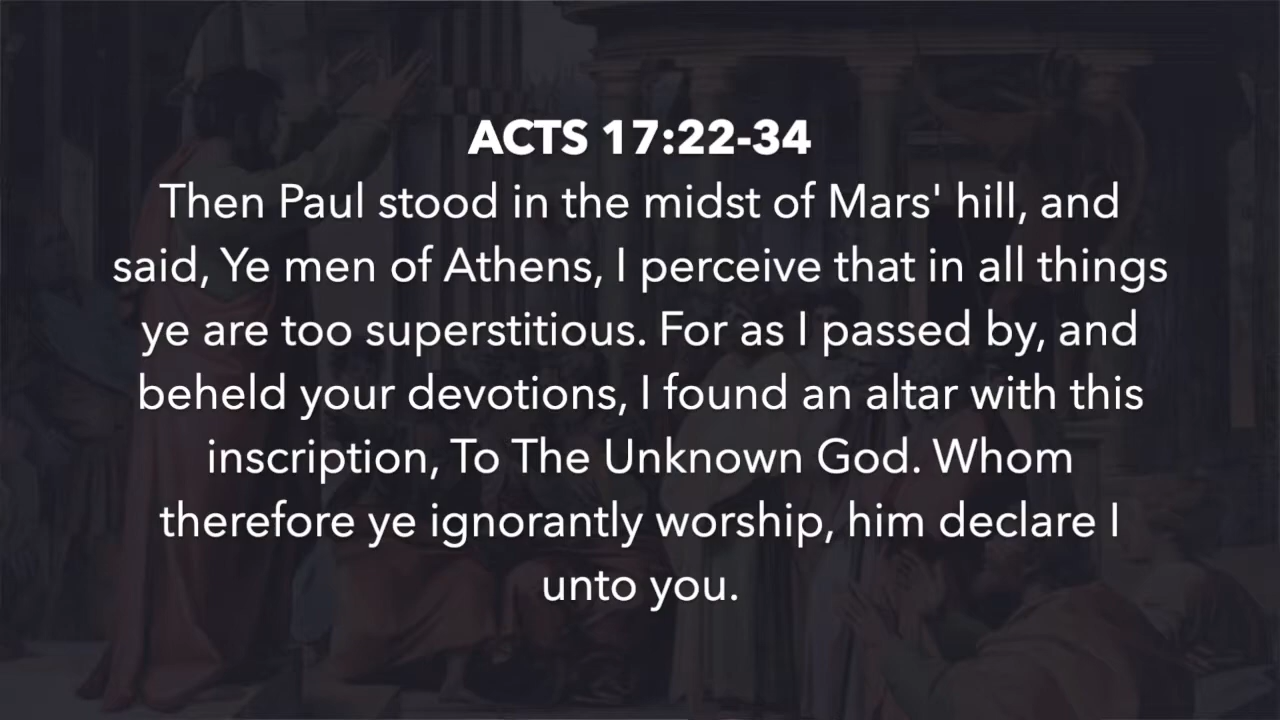 ACTS 17:22-34
Then Paul stood in the midst of Mars' hill, and
said, Ye men of Athens, I perceive that in all things
ye are too superstitious. For as I passed by, and
beheld your devotions, I found an altar with this
inscription, To The Unknown God. Whom
therefore ye ignorantly worship, him declare I
unto you.